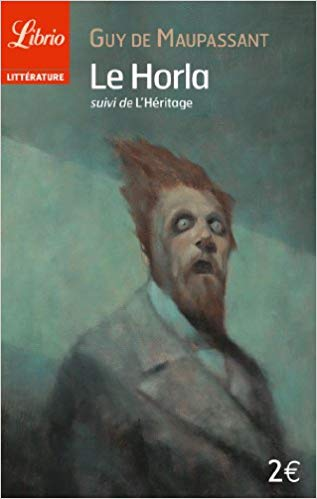 Librio
LITTÉRATURE
GUY DE MAUPASSANT
Le Horla
suivi de L'Héritage
2€